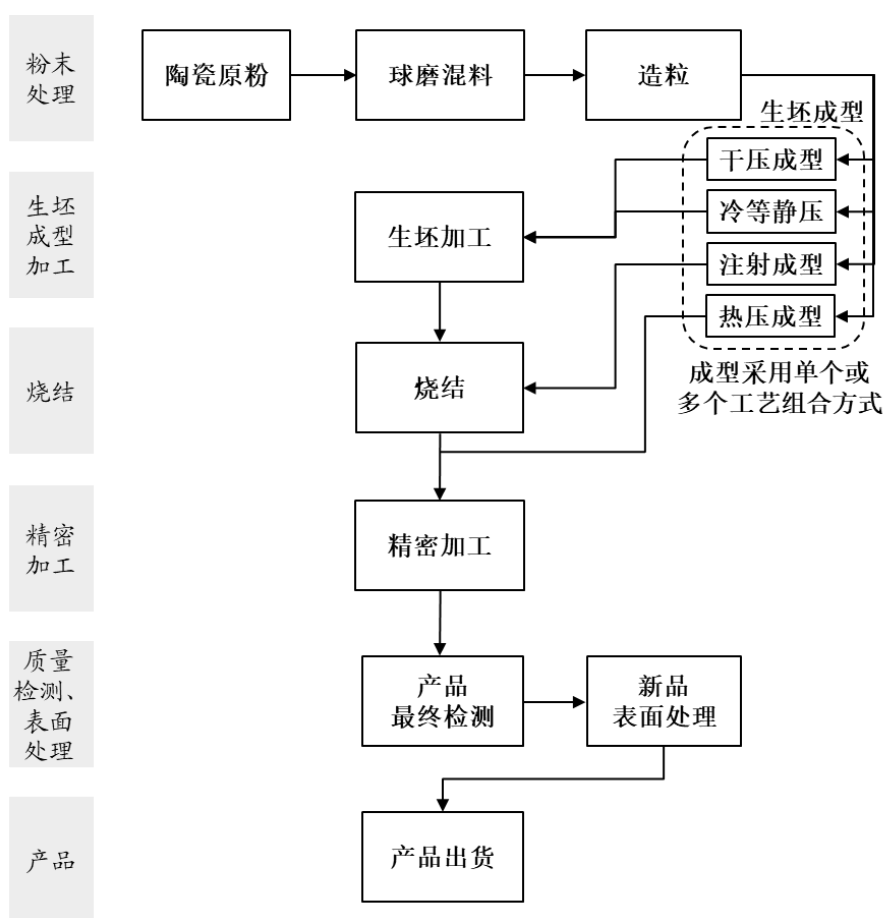 粉末
处理
陶瓷原粉
球磨混料
造粒
生坯成型
干压成型
冷等静压
注射成型
热压成型
成型采用单个或
多个工艺组合方式
生坯
成型
加工
生坯加工
烧结
烧结
精密
加工
精密加工
质量
检测、
表面
处理
产品
最终检测
新品
表面处理
产品
产品出货